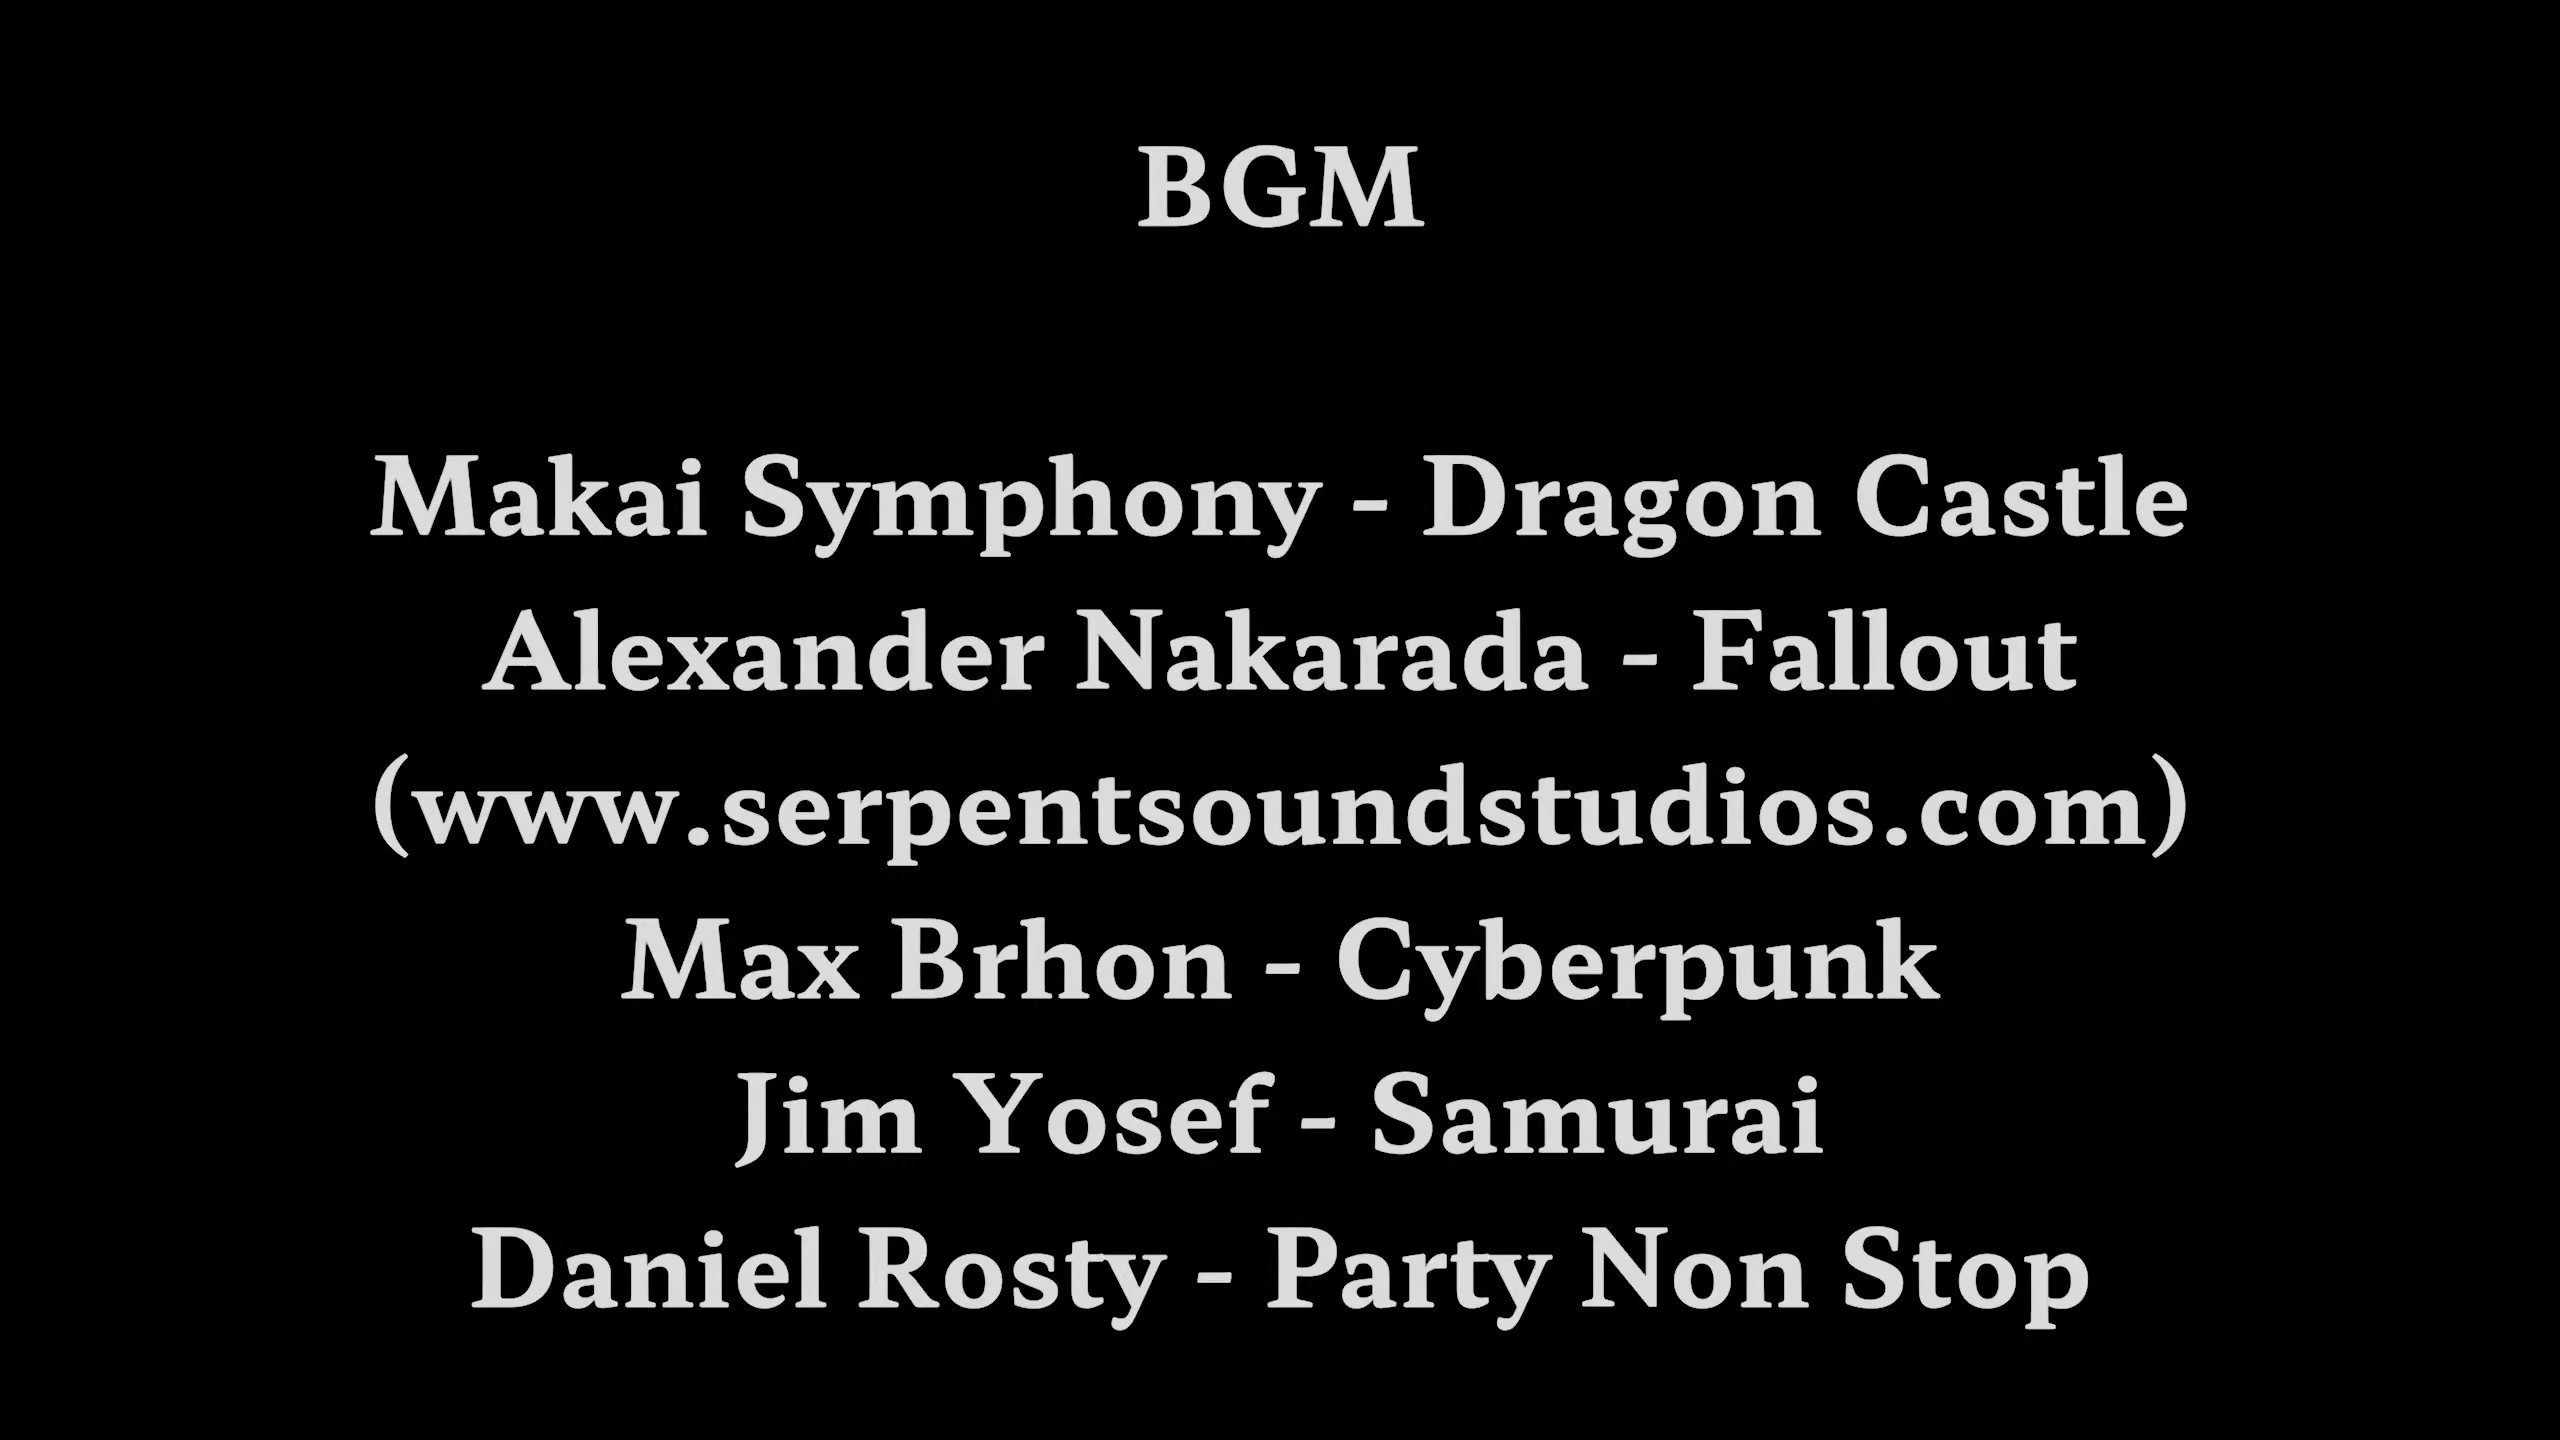 BGM
Makai Symphony - Dragon Castle
Alexander Nakarada - Fallout
(www.serpentsoundstudios.com)
Max Brhon - Cyberpunk
Jim Yosef - Samurai
Daniel Rosty - Party Non Stop